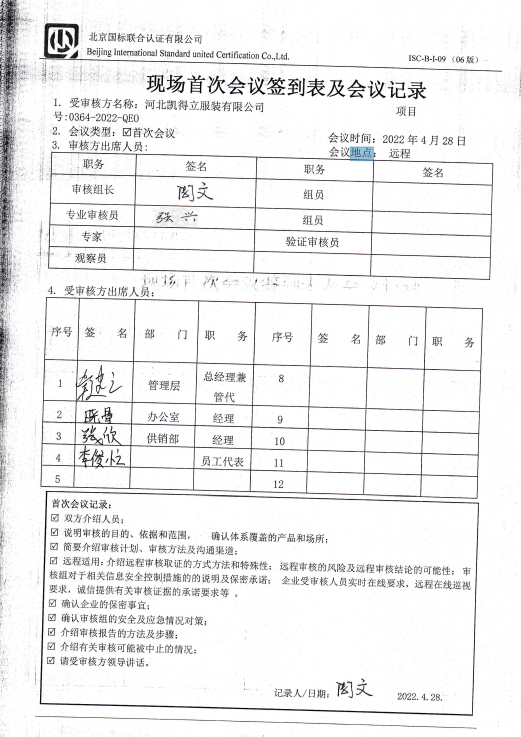 北京国标联合认证有限公司
Beijing International Standard united Certification Co.,Ltd.
ISC-B-I-09（06版）
现场首次会议签到表及会议记录
1. 受审核方名称：河北凯得立服装有限公司 项目
号:0364-2022-QEO
2. 会议类型：☑首次会议 会议时间：2022年4月28日
3. 审核方出席人员: 会议地点： 远程
职务 签名 职务 签名
审核组长 闫文 组员
专业审核员 张兴 组员
专家 验证审核员
观察员
4. 受审核方出席人员：
序号 签 名 部 门 职 务 序号 签 名 部 门 职 务
1 管理层 总经理兼管代 8
2 办公室 经理 9
3 张欣 供销部 经理 10
4 员工代表 11
5 12
首次会议记录：
☑ 双方介绍人员；
☑ 说明审核的目的、依据和范围， 确认体系覆盖的产品和场所；
☑ 简要介绍审核计划、审核方法及沟通渠道；
☑ 远程适用：介绍远程审核取证的方式方法和特殊性； 远程审核的风险及远程审核结论的可能性； 审
核组对于相关信息安全控制措施的的说明及保密承诺； 企业受审核人员实时在线要求，远程在线巡视
要求，诚信提供有关审核证据的承诺要求等 。
☑ 确认企业的保密事宜；
☑ 确认审核组的安全及应急情况对策；
☑ 介绍审核报告的方法及步骤；
☑ 介绍有关审核可能被中止的情况；
☑ 请受审核方领导讲话。
记录人/日期： 闫文 2022.4.28.